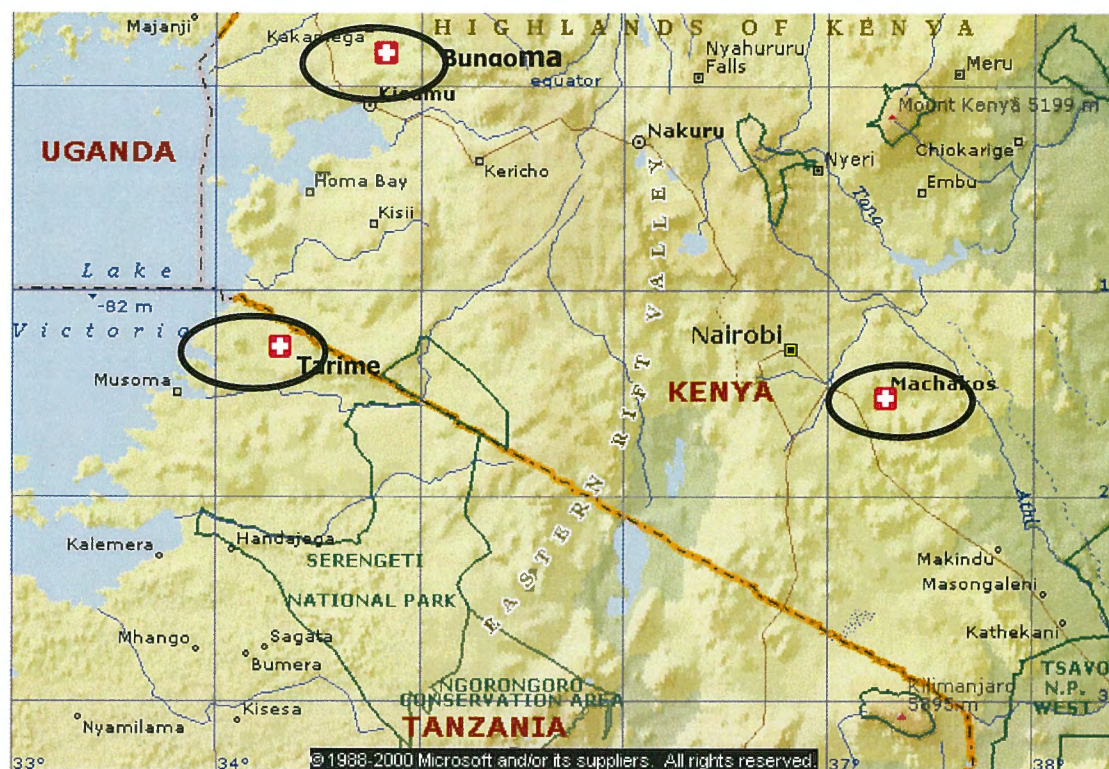 HIGHLANDS OF KENYA
Majanji
Kakamega
Bungoma
equator
Nyahururu
Falls
Meru
Kisumu
Mount Kenya 5199 m
UGANDA
Nakuru
Chiokarige
Nyeri
Kericho
Homa Bay
Embu
Kisii
Tana
EASTERN RIFT VALLEY
Lake
Victoria
-82 m
1
Nairobi
Tarime
Musoma
KENYA
Machakos
2
Athi
Kalemera
Handajega
SERENGETI
NATIONAL PARK
Makindu
Masongaleni
Mhango
Sagata
Bumera
Kathekani
TSAVO
N.P.
WEST
NGORONGORO
CONSERVATION AREA
Kilimanjaro
5895 m
3
Kisesa
Nyamilama
TANZANIA
33°
34°
©1988-2000 Microsoft and/or its suppliers. All rights reserved.
37°
38°